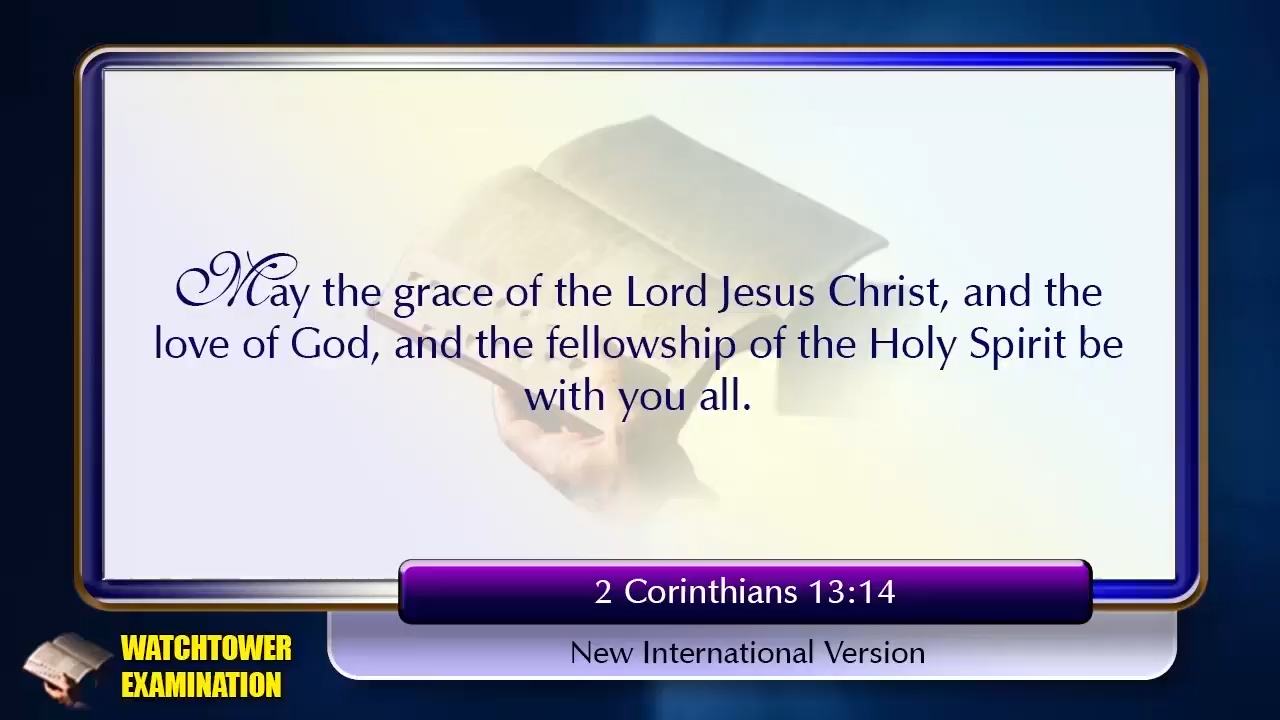 May the grace of the Lord Jesus Christ, and the
love of God, and the fellowship of the Holy Spirit be
with you all.
2 Corinthians 13:14
New International Version
WATCHTOWER
EXAMINATION